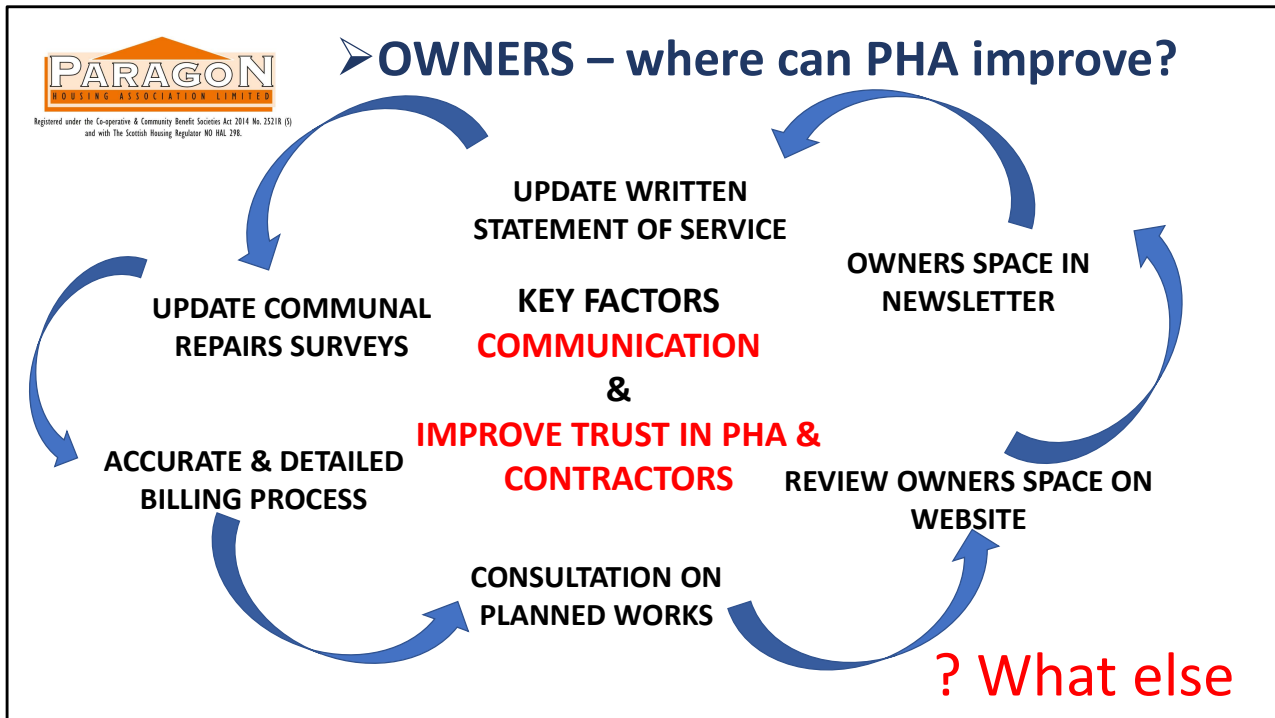 PARAGON
HOUSING ASSOCIATION LIMITED
Registered under the Co-operative & Community Benefit Societies Act 2014 No. 2521R (S)
and with The Scottish Housing Regulator NO HAL 298.
➢OWNERS – where can PHA improve?
UPDATE WRITTEN
STATEMENT OF SERVICE
OWNERS SPACE IN
NEWSLETTER
UPDATE COMMUNAL
REPAIRS SURVEYS
KEY FACTORS
COMMUNICATION
&
IMPROVE TRUST IN PHA &
CONTRACTORS
ACCURATE & DETAILED
BILLING PROCESS
REVIEW OWNERS SPACE ON
WEBSITE
CONSULTATION ON
PLANNED WORKS
? What else